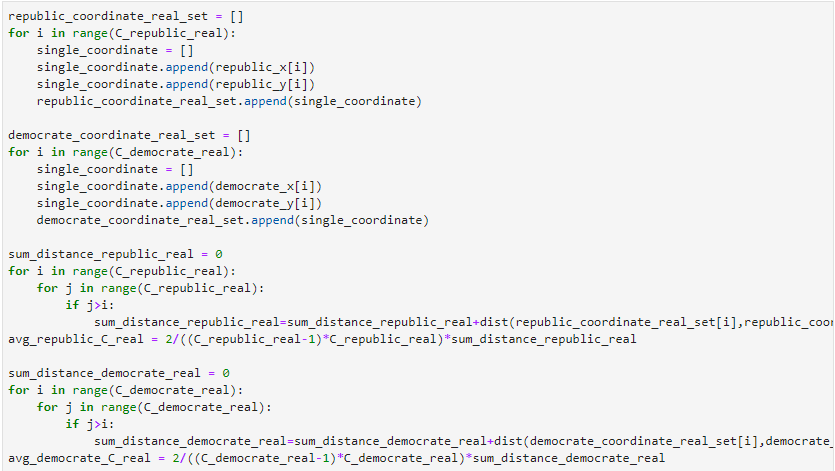 republic_coordinate_real_set = []
for i in range(C_republic_real):
    single_coordinate = []
    single_coordinate.append(republic_x[i])
    single_coordinate.append(republic_y[i])
    republic_coordinate_real_set.append(single_coordinate)

democrate_coordinate_real_set = []
for i in range(C_democrate_real):
    single_coordinate = []
    single_coordinate.append(democrate_x[i])
    single_coordinate.append(democrate_y[i])
    democrate_coordinate_real_set.append(single_coordinate)

sum_distance_republic_real = 0
for i in range(C_republic_real):
    for j in range(C_republic_real):
        if j>i:
            sum_distance_republic_real=sum_distance_republic_real+dist(republic_coordinate_real_set[i],republic_coor
avg_republic_C_real = 2/((C_republic_real-1)*C_republic_real)*sum_distance_republic_real

sum_distance_democrate_real = 0
for i in range(C_democrate_real):
    for j in range(C_democrate_real):
        if j>i:
            sum_distance_democrate_real=sum_distance_democrate_real+dist(democrate_coordinate_real_set[i],democrate_
avg_democrate_C_real = 2/((C_democrate_real-1)*C_democrate_real)*sum_distance_democrate_real